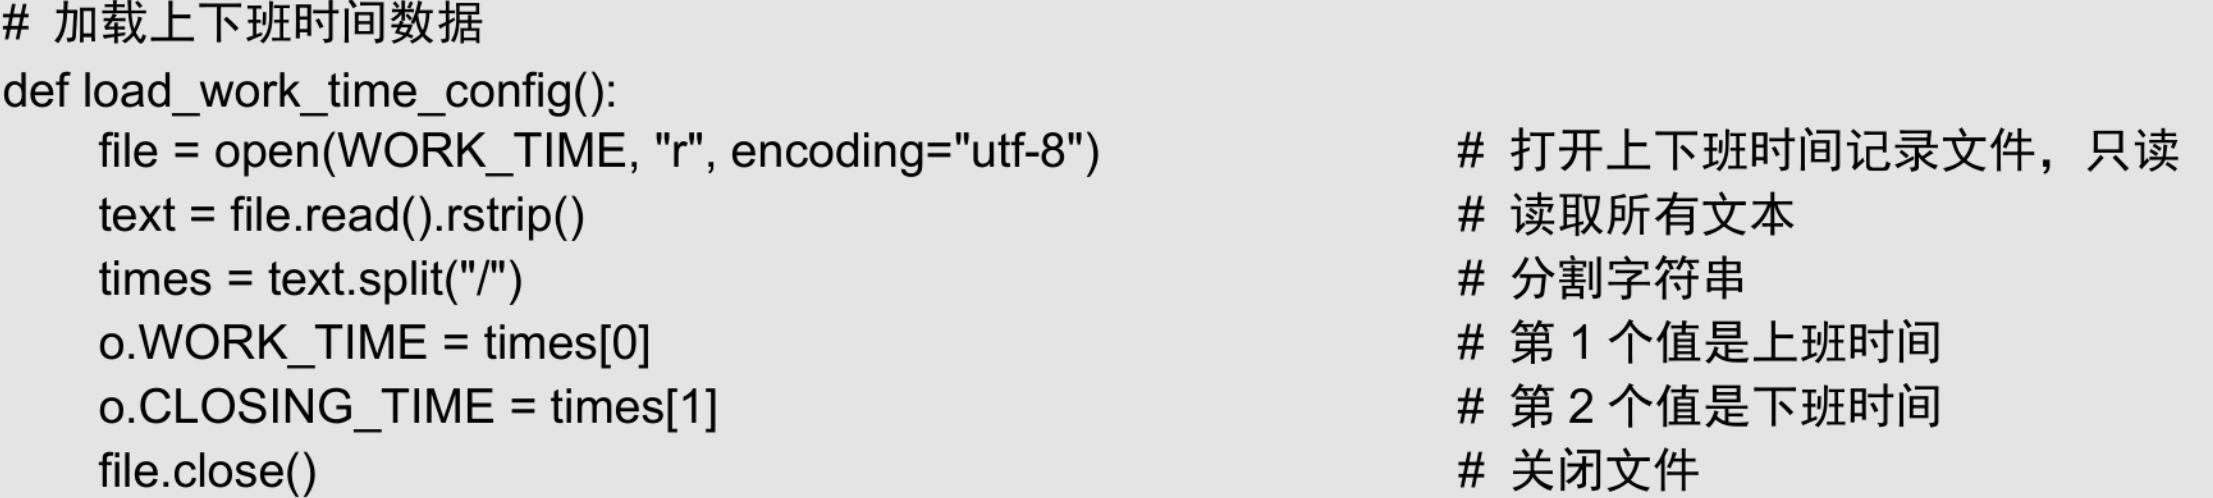 # 加载上下班时间数据
def load_work_time_config():
    file = open(WORK_TIME, "r", encoding="utf-8") # 打开上下班时间记录文件，只读
    text = file.read().rstrip() # 读取所有文本
    times = text.split("/") # 分割字符串
    o.WORK_TIME = times[0] # 第 1 个值是上班时间
    o.CLOSING_TIME = times[1] # 第 2 个值是下班时间
    file.close() # 关闭文件